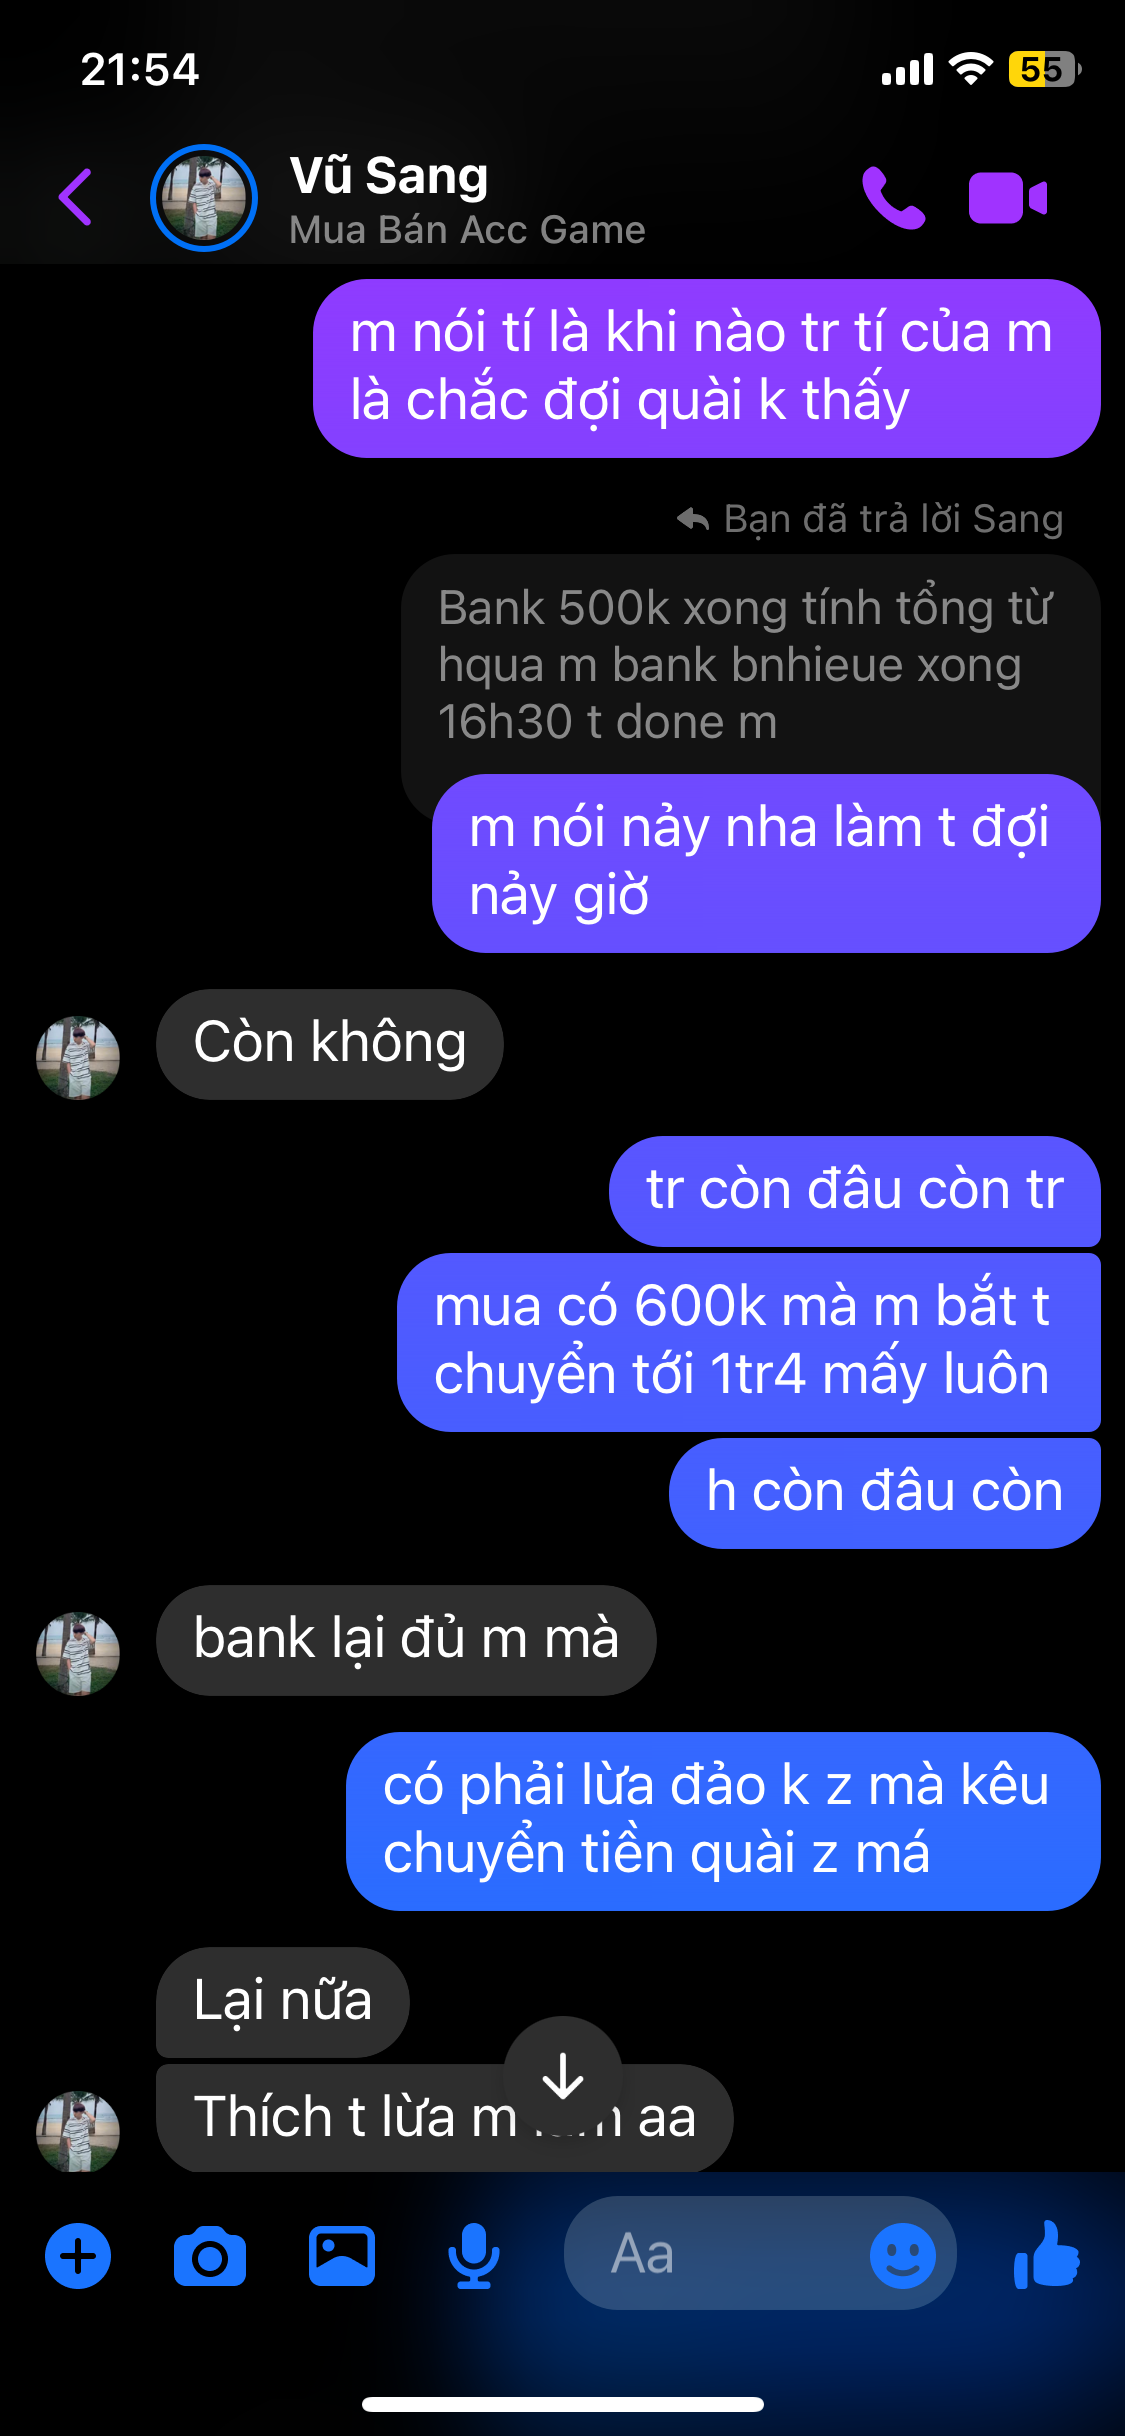 21:54
55
Vũ Sang
Mua Bán Acc Game
m nói tí là khi nào tr tí của m
là chắc đợi quài k thấy
Bạn đã trả lời Sang
Bank 500k xong tính tổng từ
hqua m bank bnhieue xong
16h30 t done m
m nói nảy nha làm t đợi
nảy giờ
Còn không
tr còn đâu còn tr
mua có 600k mà m bắt t
chuyển tới 1tr4 mấy luôn
h còn đâu còn
bank lại đủ m mà
có phải lừa đảo k z mà kêu
chuyển tiền quài z má
Lại nữa
Thích t lừa m aa
Aa